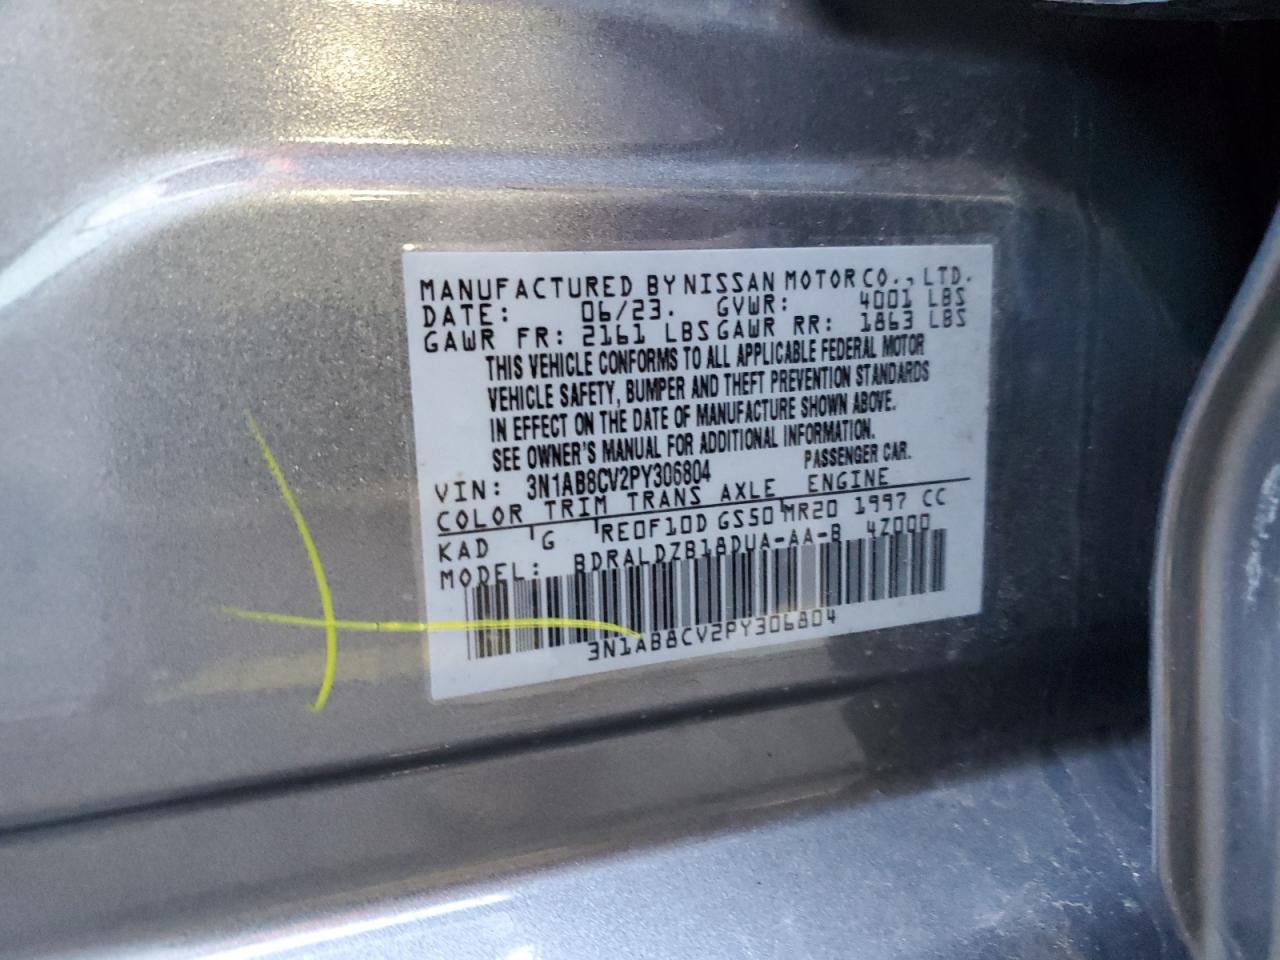 MANUFACTURED BY NISSAN MOTOR CO., LTD.
DATE: 06/23. GVWR: 4001 LBS
GAWR FR: 2161 LBS GAWR RR: 1863 LBS
THIS VEHICLE CONFORMS TO ALL APPLICABLE FEDERAL MOTOR
VEHICLE SAFETY, BUMPER AND THEFT PREVENTION STANDARDS
IN EFFECT ON THE DATE OF MANUFACTURE SHOWN ABOVE.
SEE OWNER'S MANUAL FOR ADDITIONAL INFORMATION.
VIN: 3N1AB8CV2PY306804 PASSENGER CAR.
COLOR TRIM TRANS AXLE ENGINE
KAD G RE0F10D GS50 MR20 1997 CC
MODEL: BDRALDZB18DUA-AA-B 4Z000
3N1AB8CV2PY306804